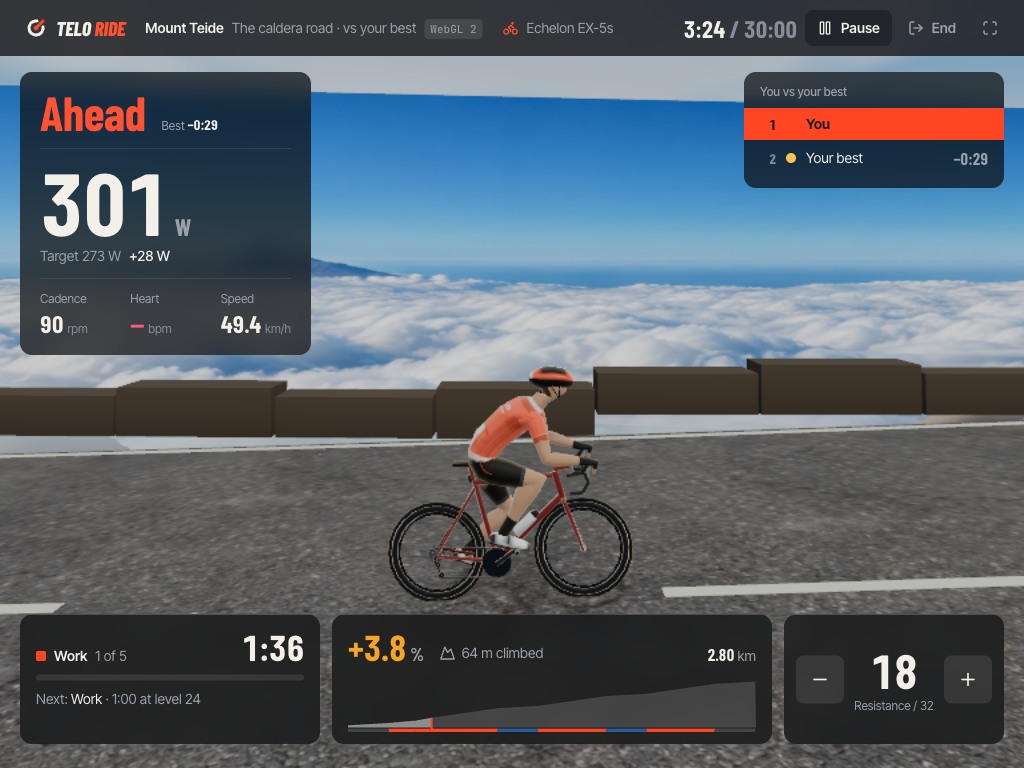 TELO RIDE Mount Teide The caldera road · vs your best WebGL 2 Echelon EX-5s 3:24 / 30:00 Pause End
Ahead Best −0:29
301 W
Target 273 W +28 W
Cadence Heart Speed
90 rpm — bpm 49.4 km/h
You vs your best
1 You
2 Your best −0:29
Work 1 of 5 1:36
Next: Work · 1:00 at level 24
+3.8 % 64 m climbed 2.80 km
− 18 +
Resistance / 32